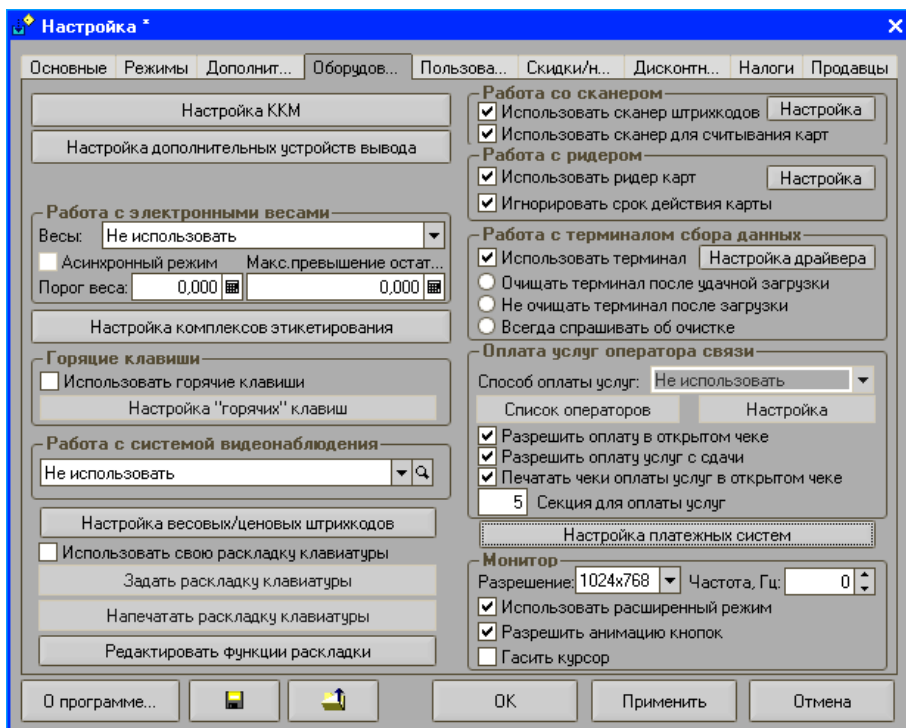 Настройка *
Основные Режимы Дополнит... Оборудов... Пользова... Скидки/н... Дисконтн... Налоги Продавцы
Настройка ККМ
Настройка дополнительных устройств вывода
Работа с электронными весами
Весы: Не использовать
Асинхронный режим Макс.превышение остат...
Порог веса: 0,000 0,000
Настройка комплексов этикетирования
Горящие клавиши
Использовать горячие клавиши
Настройка "горячих" клавиш
Работа с системой видеонаблюдения
Не использовать
Настройка весовых/ценовых штрихкодов
Использовать свою раскладку клавиатуры
Задать раскладку клавиатуры
Напечатать раскладку клавиатуры
Редактировать функции раскладки
Работа со сканером
Использовать сканер штрихкодов Настройка
Использовать сканер для считывания карт
Работа с ридером
Использовать ридер карт Настройка
Игнорировать срок действия карты
Работа с терминалом сбора данных
Использовать терминал Настройка драйвера
Очищать терминал после удачной загрузки
Не очищать терминал после загрузки
Всегда спрашивать об очистке
Оплата услуг оператора связи
Способ оплаты услуг: Не использовать
Список операторов Настройка
Разрешить оплату в открытом чеке
Разрешить оплату услуг с сдачи
Печатать чеки оплаты услуг в открытом чеке
5 Секция для оплаты услуг
Настройка платежных систем
Монитор
Разрешение: 1024x768 Частота, Гц: 0
Использовать расширенный режим
Разрешить анимацию кнопок
Гасить курсор
О программе... OK Применить Отмена